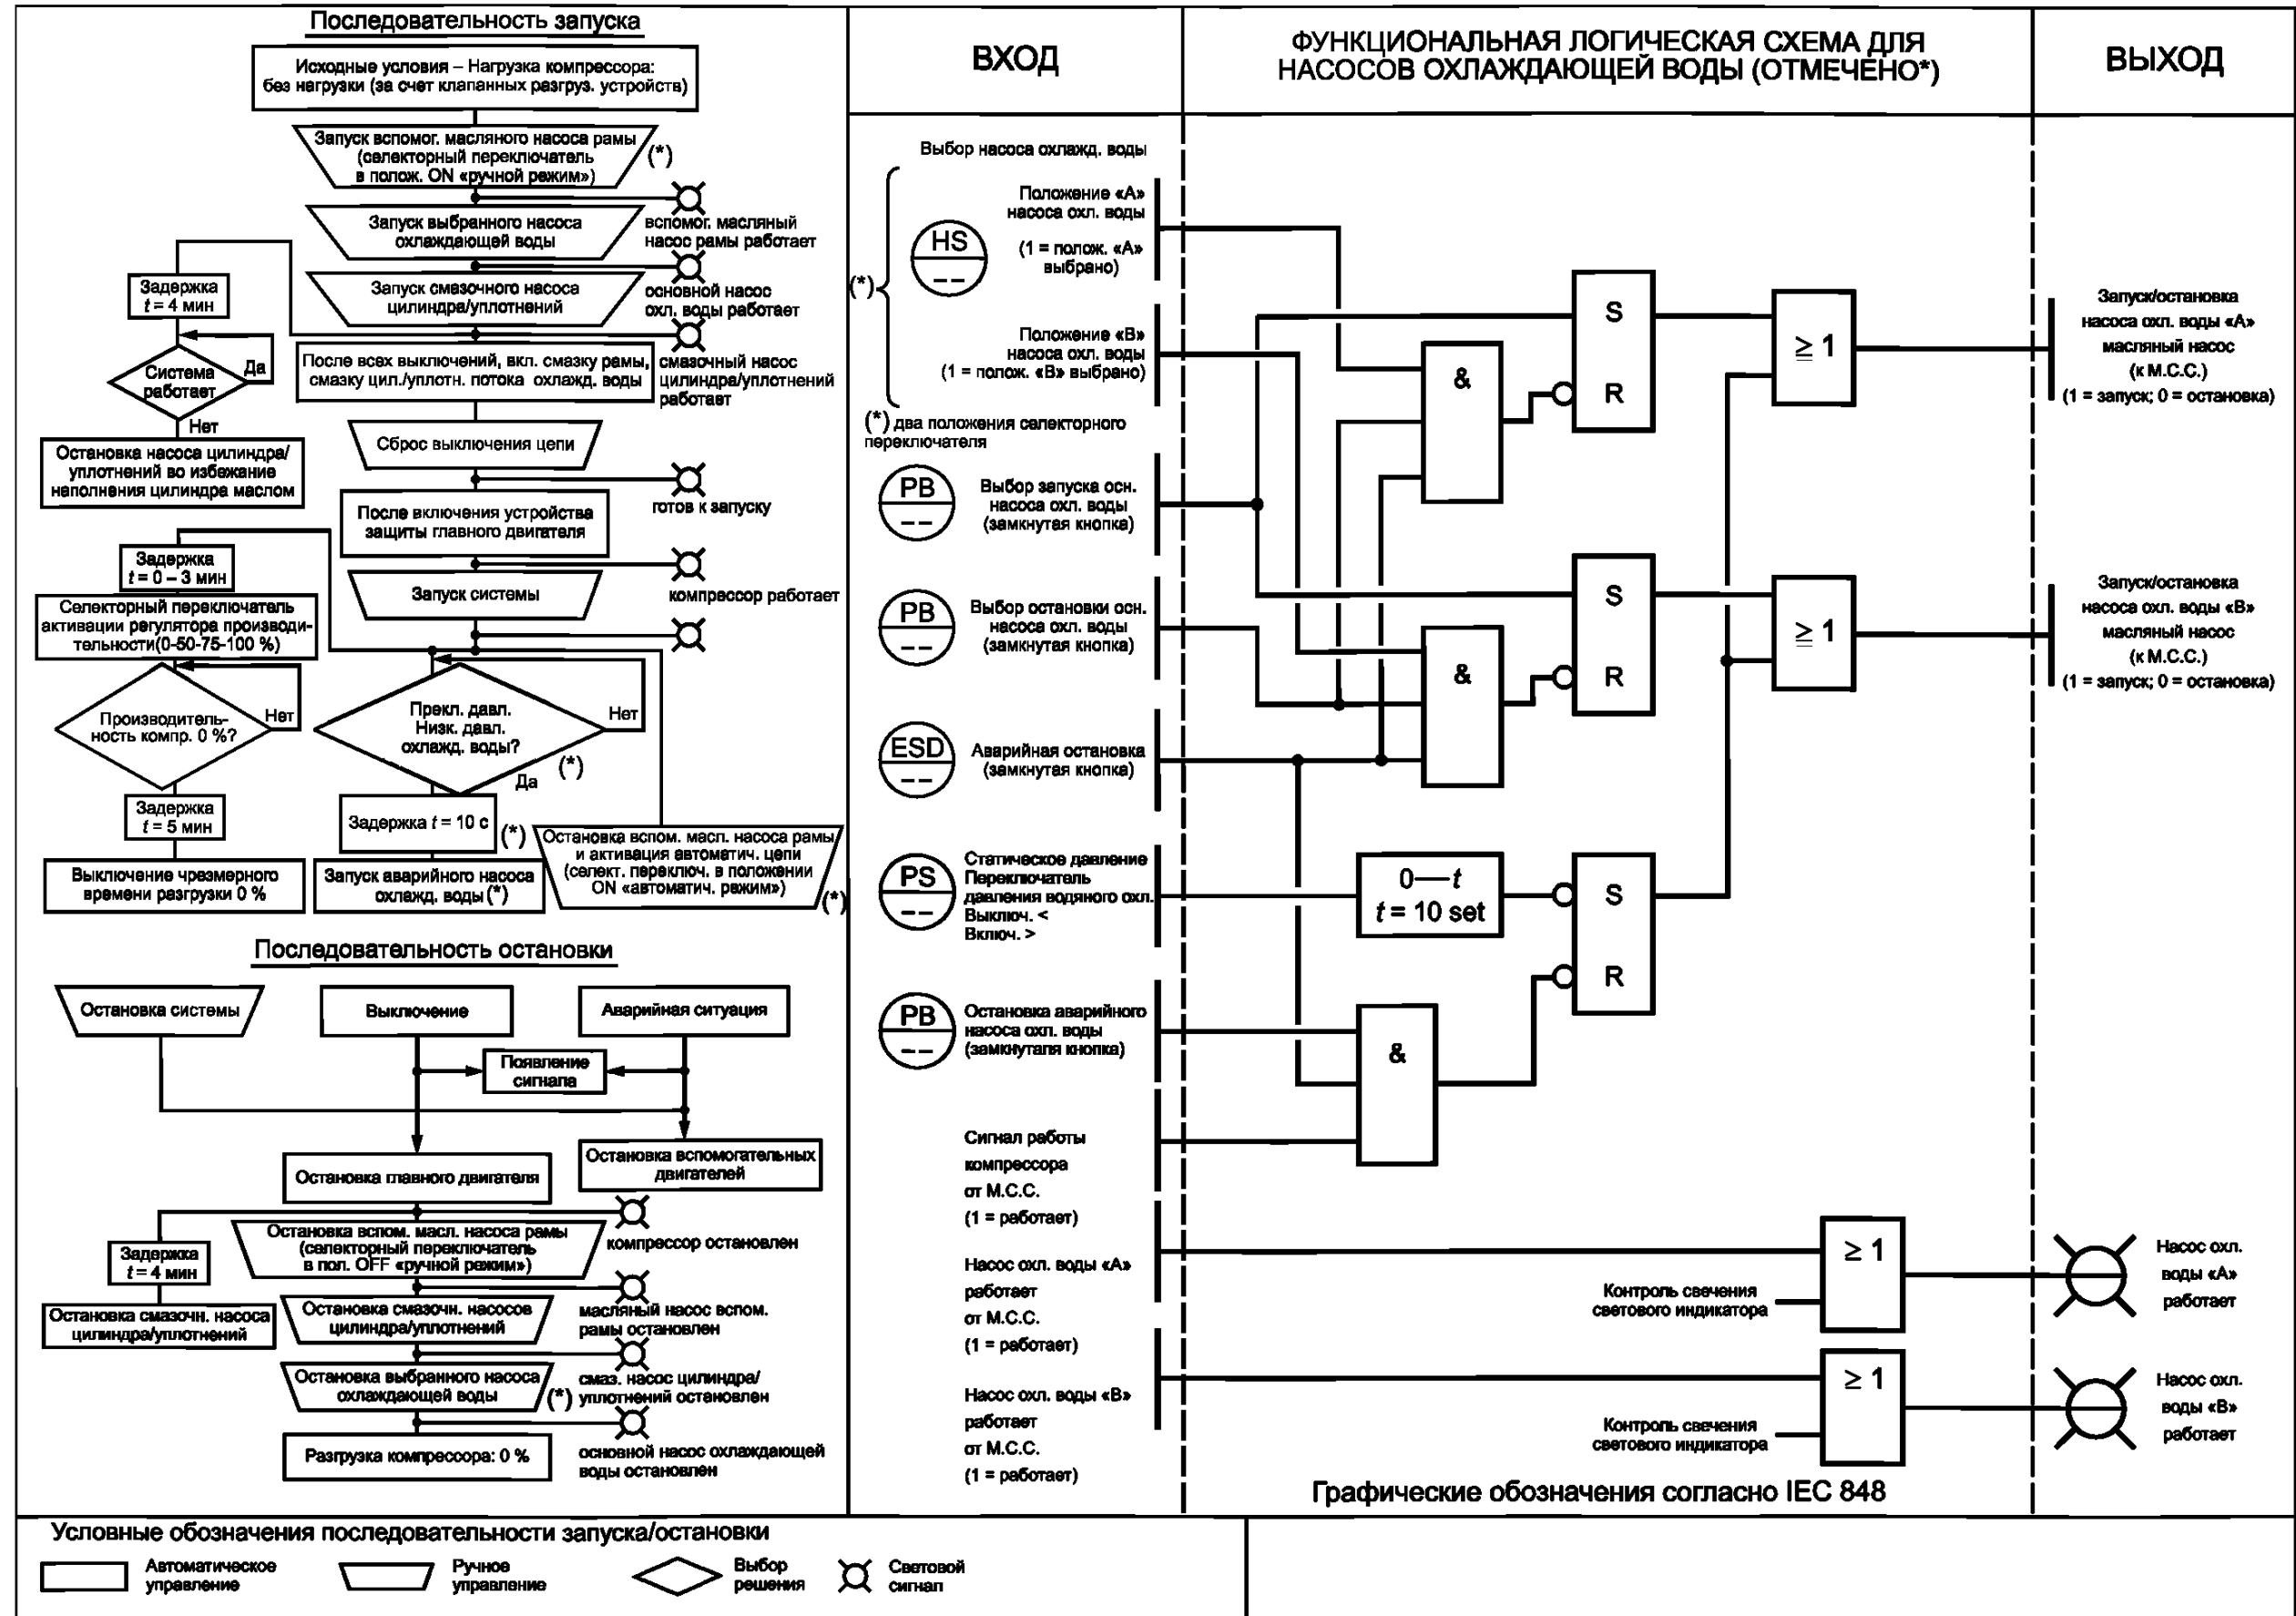 Последовательность запуска
Исходные условия – Нагрузка компрессора:
без нагрузки (за счет клапанных разгруз. устройств)
Запуск вспомог. масляного насоса рамы
(селекторный переключатель
в полож. ON «ручной режим»)
(*)
вспомог. масляный
насос рамы работает
Запуск выбранного насоса
охлаждающей воды
основной насос
охл. воды работает
Запуск смазочного насоса
цилиндра/уплотнений
смазочный насос
цилиндра/уплотнений
работает
Задержка
t = 4 мин
Система
работает
Да
Нет
Остановка насоса цилиндра/
уплотнений во избежание
наполнения цилиндра маслом
После всех выключений, вкл. смазку рамы,
смазку цил./уплотн. потока охлажд. воды
Сброс выключения цепи
готов к запуску
После включения устройства
защиты главного двигателя
компрессор работает
Запуск системы
Задержка
t = 0 – 3 мин
Селекторный переключатель
активации регулятора производи-
тельности(0-50-75-100 %)
Производитель-
ность компр. 0 %?
Нет
Задержка
t = 5 мин
Выключение чрезмерного
времени разгрузки 0 %
Прекл. давл.
Низк. давл.
охлажд. воды?
Нет
(*)
Да
Задержка t = 10 с
(*)
Запуск аварийного насоса
охлажд. воды (*)
Остановка вспом. масл. насоса рамы
и активация автоматич. цепи
(селект. переключ. в положении
ON «автоматич. режим»)
(*)
Последовательность остановки
Остановка системы
Выключение
Аварийная ситуация
Появление
сигнала
Остановка главного двигателя
Остановка вспомогательных
двигателей
компрессор остановлен
Остановка вспом. масл. насоса рамы
(селекторный переключатель
в пол. OFF «ручной режим»)
Задержка
t = 4 мин
Остановка смазочн. насоса
цилиндра/уплотнений
масляный насос вспом.
рамы остановлен
Остановка смазочн. насосов
цилиндра/уплотнений
смаз. насос цилиндра/
уплотнений остановлен
Остановка выбранного насоса
охлаждающей воды
(*)
основной насос охлаждающей
воды остановлен
Разгрузка компрессора: 0 %
ВХОД
Выбор насоса охлажд. воды
(*)
HS
– –
Положение «А»
насоса охл. воды
(1 = полож. «А»
выбрано)
Положение «В»
насоса охл. воды
(1 = полож. «В» выбрано)
(*) два положения селекторного
переключателя
PB
– –
Выбор запуска осн.
насоса охл. воды
(замкнутая кнопка)
PB
– –
Выбор остановки осн.
насоса охл. воды
(замкнутая кнопка)
ESD
– –
Аварийная остановка
(замкнутая кнопка)
PS
– –
Статическое давление
Переключатель
давления водяного охл.
Выключ. <
Включ. >
PB
– –
Остановка аварийного
насоса охл. воды
(замкнуталя кнопка)
Сигнал работы
компрессора
от М.С.С.
(1 = работает)
Насос охл. воды «А»
работает
от М.С.С.
(1 = работает)
Насос охл. воды «В»
работает
от М.С.С.
(1 = работает)
ФУНКЦИОНАЛЬНАЯ ЛОГИЧЕСКАЯ СХЕМА ДЛЯ
НАСОСОВ ОХЛАЖДАЮЩЕЙ ВОДЫ (ОТМЕЧЕНО*)
&
S
R
≥ 1
&
S
R
≥ 1
0—t
t = 10 set
S
R
&
≥ 1
Контроль свечения
светового индикатора
≥ 1
Контроль свечения
светового индикатора
Графические обозначения согласно IEC 848
ВЫХОД
Запуск/остановка
насоса охл. воды «А»
масляный насос
(к М.С.С.)
(1 = запуск; 0 = остановка)
Запуск/остановка
насоса охл. воды «В»
масляный насос
(к М.С.С.)
(1 = запуск; 0 = остановка)
Насос охл.
воды «А»
работает
Насос охл.
воды «В»
работает
Условные обозначения последовательности запуска/остановки
Автоматическое
управление
Ручное
управление
Выбор
решения
Световой
сигнал